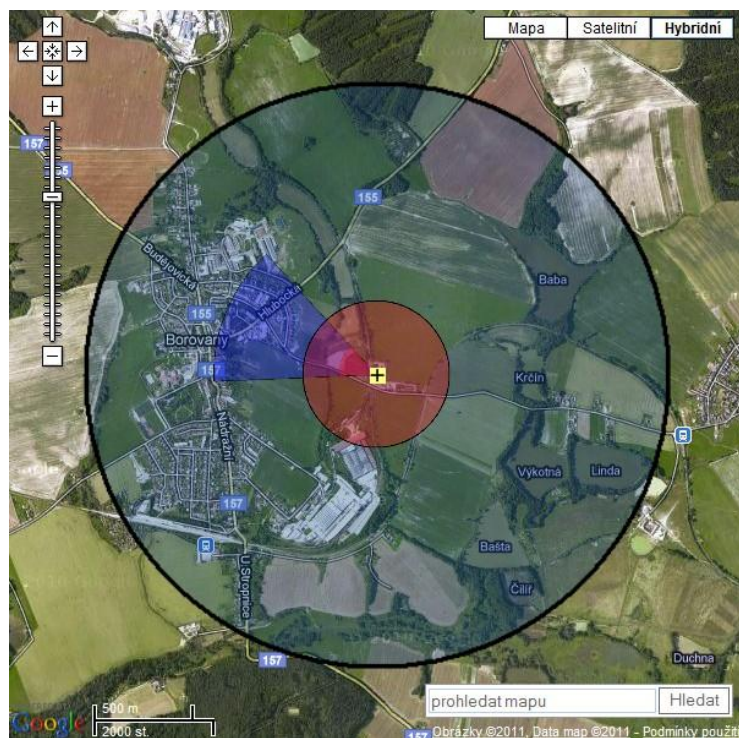 Mapa
Satelitní
Hybridní
157
155
155
Budějovická
Baba
Hlubocká
155
Borovany
157
Krčín
Nádražní
Výkotná
Linda
157
Bašta
Čilíř
U Stropnice
157
Duchna
prohledat mapu
Hledat
Google
500 m
2000 st.
Obrázky ©2011, Data map ©2011 - Podmínky použití